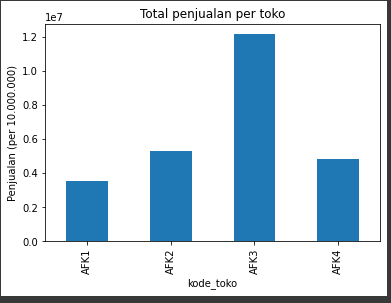 Total penjualan per toko
1e7
1.2
1.0
0.8
0.6
0.4
0.2
0.0
Penjualan (per 10.000.000)
AFK1
AFK2
AFK3
AFK4
kode_toko